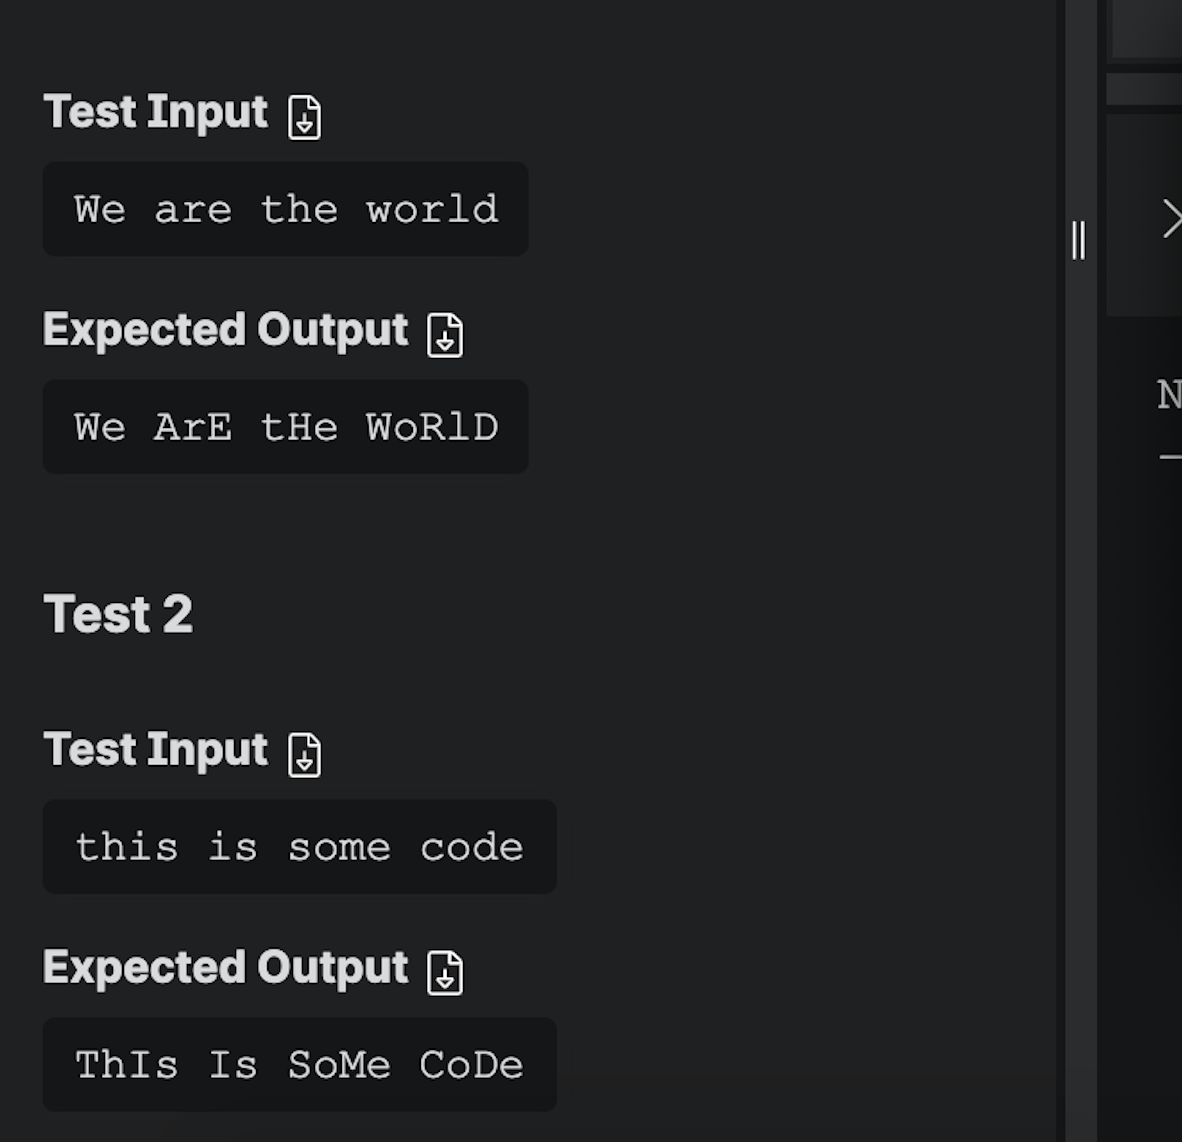 Test Input
We are the world
Expected Output
We ArE tHe WoRlD
Test 2
Test Input
this is some code
Expected Output
ThIs Is SoMe CoDe
N